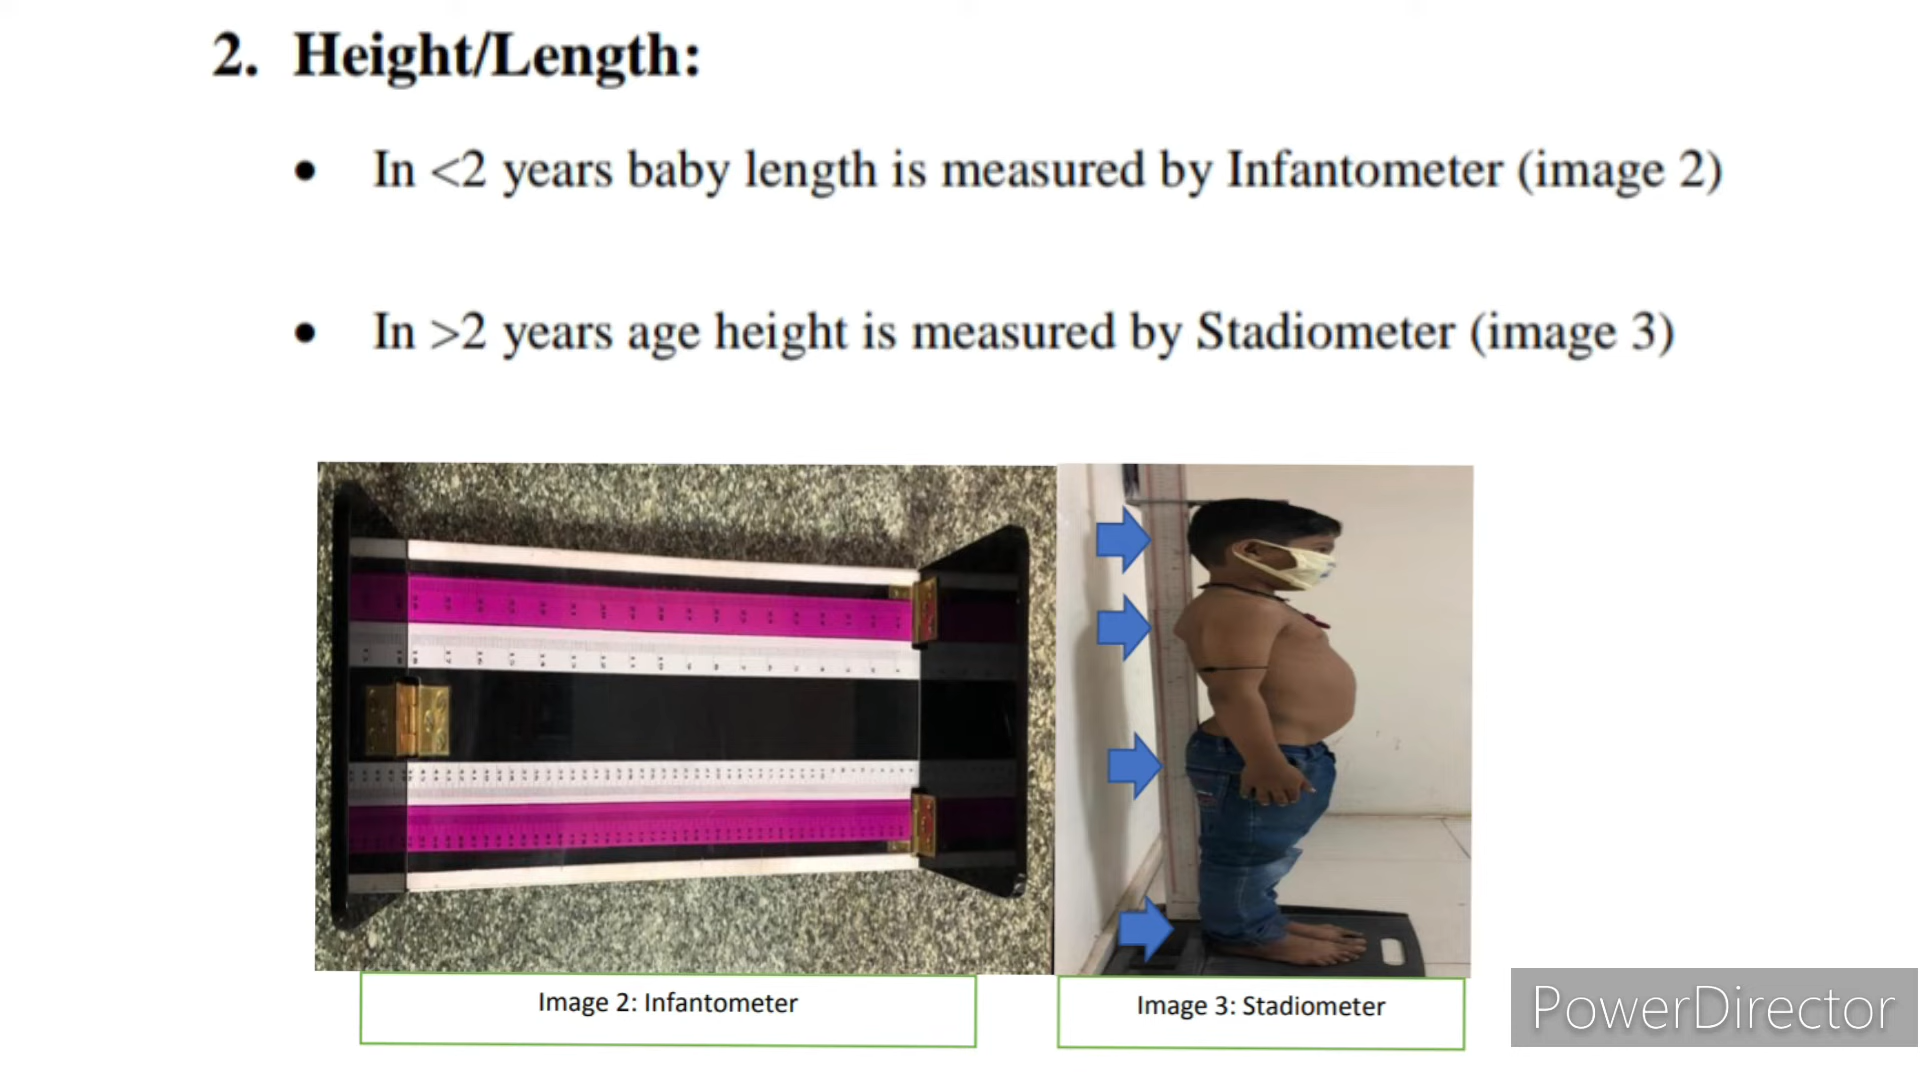 2. Height/Length:
• In <2 years baby length is measured by Infantometer (image 2)
• In >2 years age height is measured by Stadiometer (image 3)
Image 2: Infantometer
Image 3: Stadiometer
PowerDirector